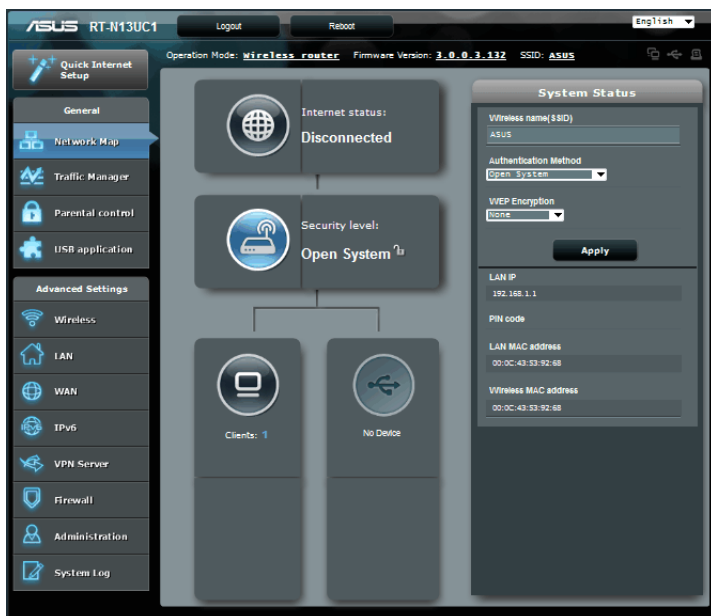 ASUS RT-N13UC1
Logout
Reboot
English
Operation Mode: Wireless router Firmware Version: 3.0.0.3.132 SSID: ASUS
Quick Internet
Setup
General
Network Map
Traffic Manager
Parental control
USB application
Advanced Settings
Wireless
LAN
WAN
IPv6
VPN Server
Firewall
Administration
System Log
Internet status:
Disconnected
Security level:
Open System
Clients: 1
No Device
System Status
Wireless name(SSID)
ASUS
Authentication Method
Open System
WEP Encryption
None
Apply
LAN IP
192.168.1.1
PIN code
LAN MAC address
00:0C:43:53:92:68
Wireless MAC address
00:0C:43:53:92:68